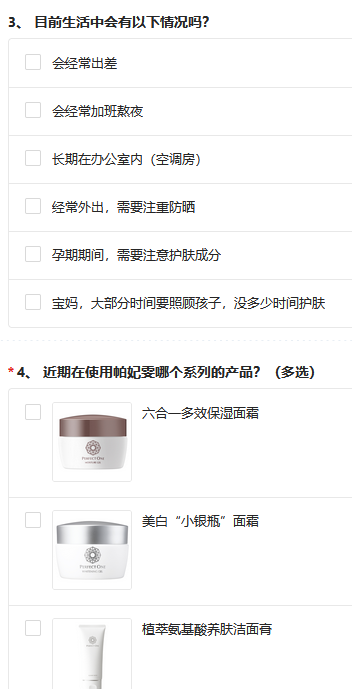 3、 目前生活中会有以下情况吗?
会经常出差
会经常加班熬夜
长期在办公室内（空调房）
经常外出，需要注重防晒
孕期期间，需要注意护肤成分
宝妈，大部分时间要照顾孩子，没多少时间护肤
* 4、 近期在使用帕妃雯哪个系列的产品? （多选）
六合一多效保湿面霜
PERFECT ONE
美白“小银瓶”面霜
PERFECT ONE
植萃氨基酸养肤洁面膏